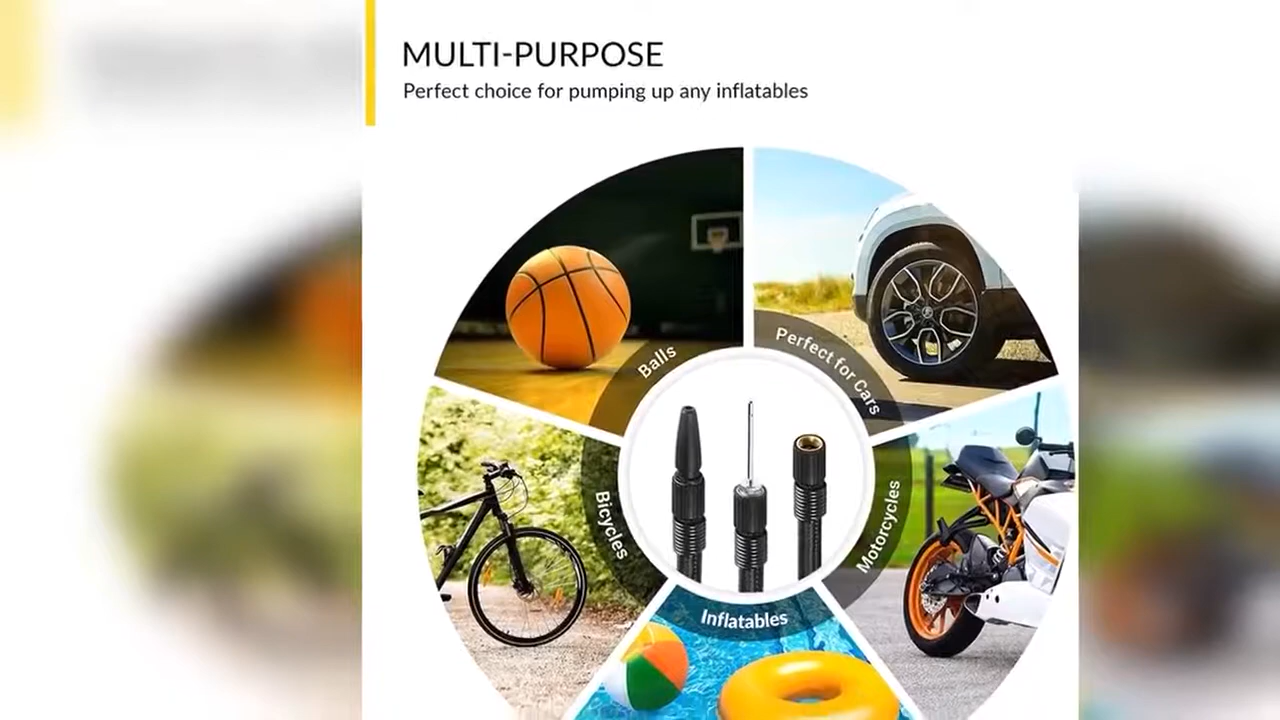 MULTI-PURPOSE
Perfect choice for pumping up any inflatables
Balls
Perfect for Cars
Bicycles
Motorcycles
Inflatables